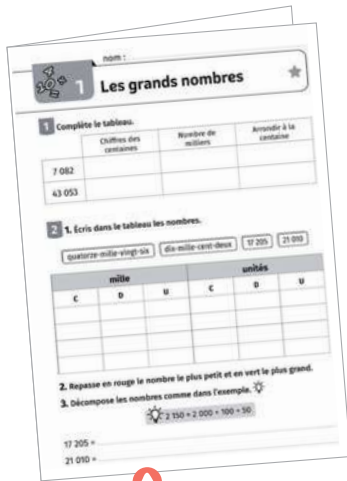 nom :
1 Les grands nombres
1 Complète le tableau.
Chiffres des centaines Nombre de milliers Arrondir à la centaine
7 082
43 053
2 1. Écris dans le tableau les nombres.
quatorze-mille-vingt-six dix-mille-cent-deux 17 205 21 010
mille unités
C D U C D U
2. Repasse en rouge le nombre le plus petit et en vert le plus grand.
3. Décompose les nombres comme dans l'exemple.
2 150 = 2 000 + 100 + 50
17 205 =
21 010 =